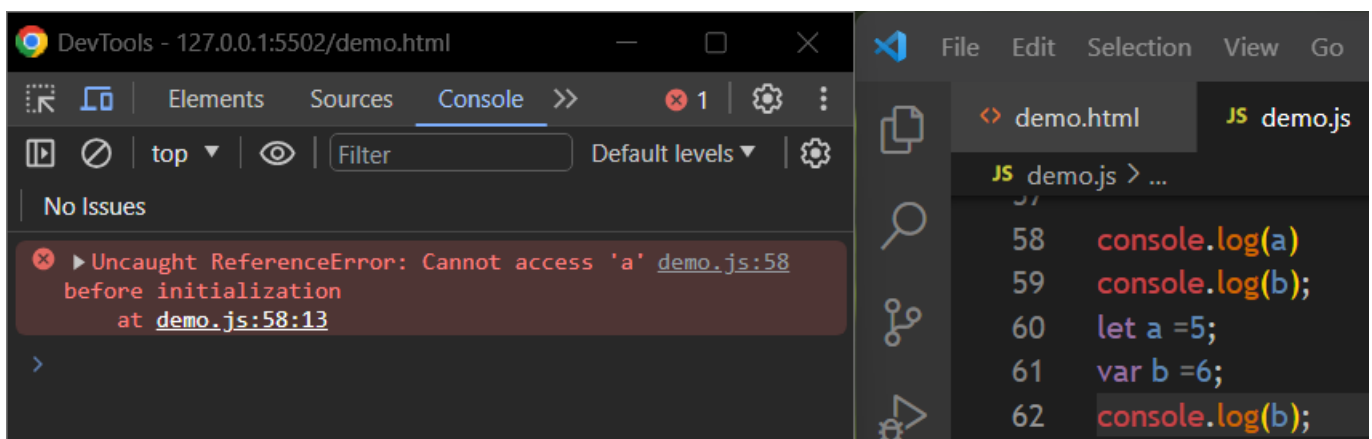 DevTools - 127.0.0.1:5502/demo.html
Elements Sources Console 1
top Filter Default levels
No Issues
Uncaught ReferenceError: Cannot access 'a' demo.js:58
before initialization
at demo.js:58:13
File Edit Selection View Go
demo.html JS demo.js
JS demo.js > ...
58 console.log(a)
59 console.log(b);
60 let a =5;
61 var b =6;
62 console.log(b);